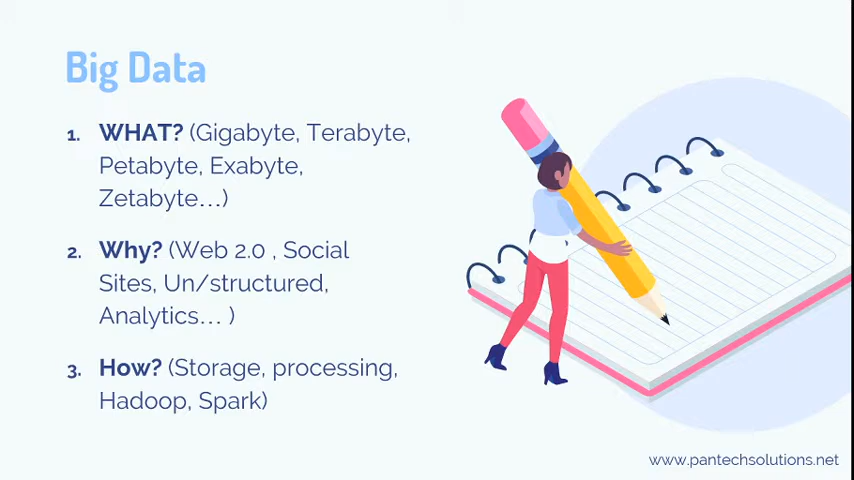 Big Data
1. WHAT? (Gigabyte, Terabyte,
Petabyte, Exabyte,
Zetabyte...)
2. Why? (Web 2.0 , Social
Sites, Un/structured,
Analytics... )
3. How? (Storage, processing,
Hadoop, Spark)
www.pantechsolutions.net